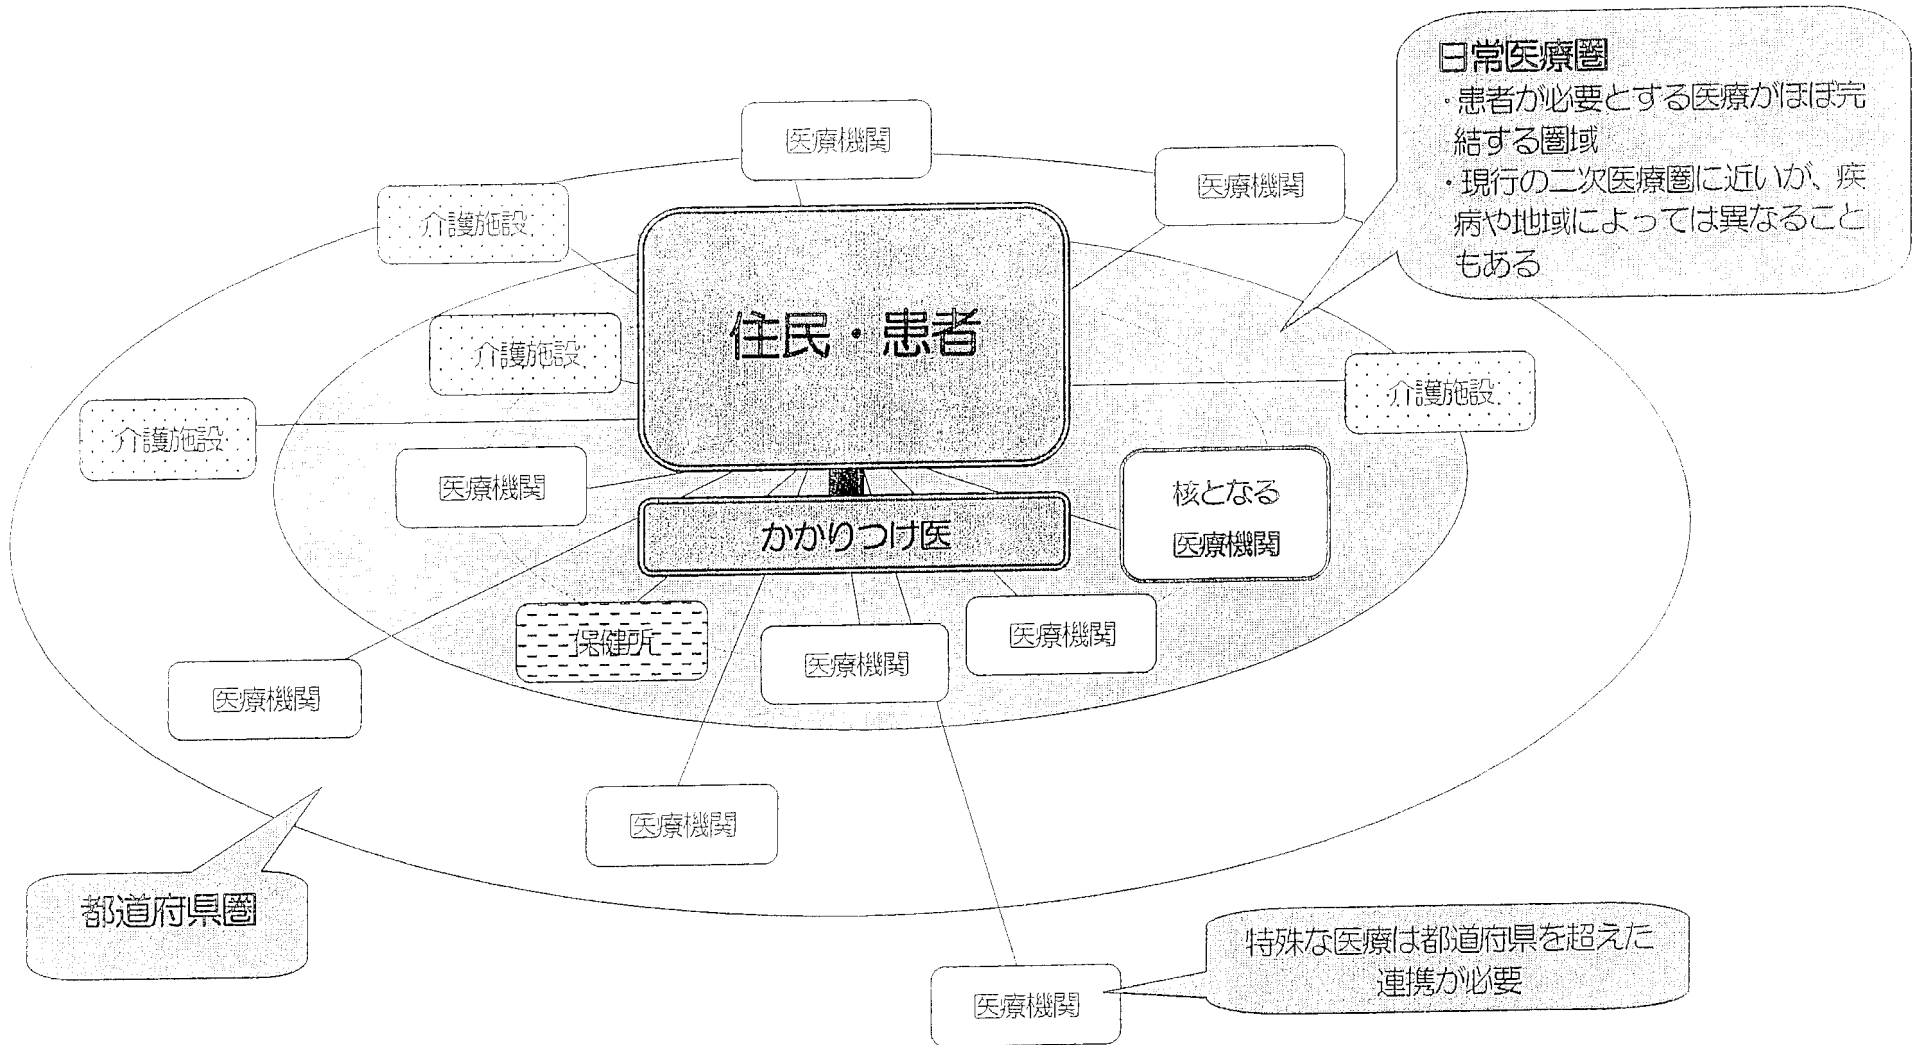 日常医療圏
・患者が必要とする医療がほぼ完
結する圏域
・現行の二次医療圏に近いが、疾
病や地域によっては異なること
もある
医療機関
医療機関
介護施設
住民・患者
介護施設
介護施設
介護施設
医療機関
核となる
医療機関
かかりつけ医
保健所
医療機関
医療機関
医療機関
医療機関
都道府県圏
特殊な医療は都道府県を超えた
連携が必要
医療機関